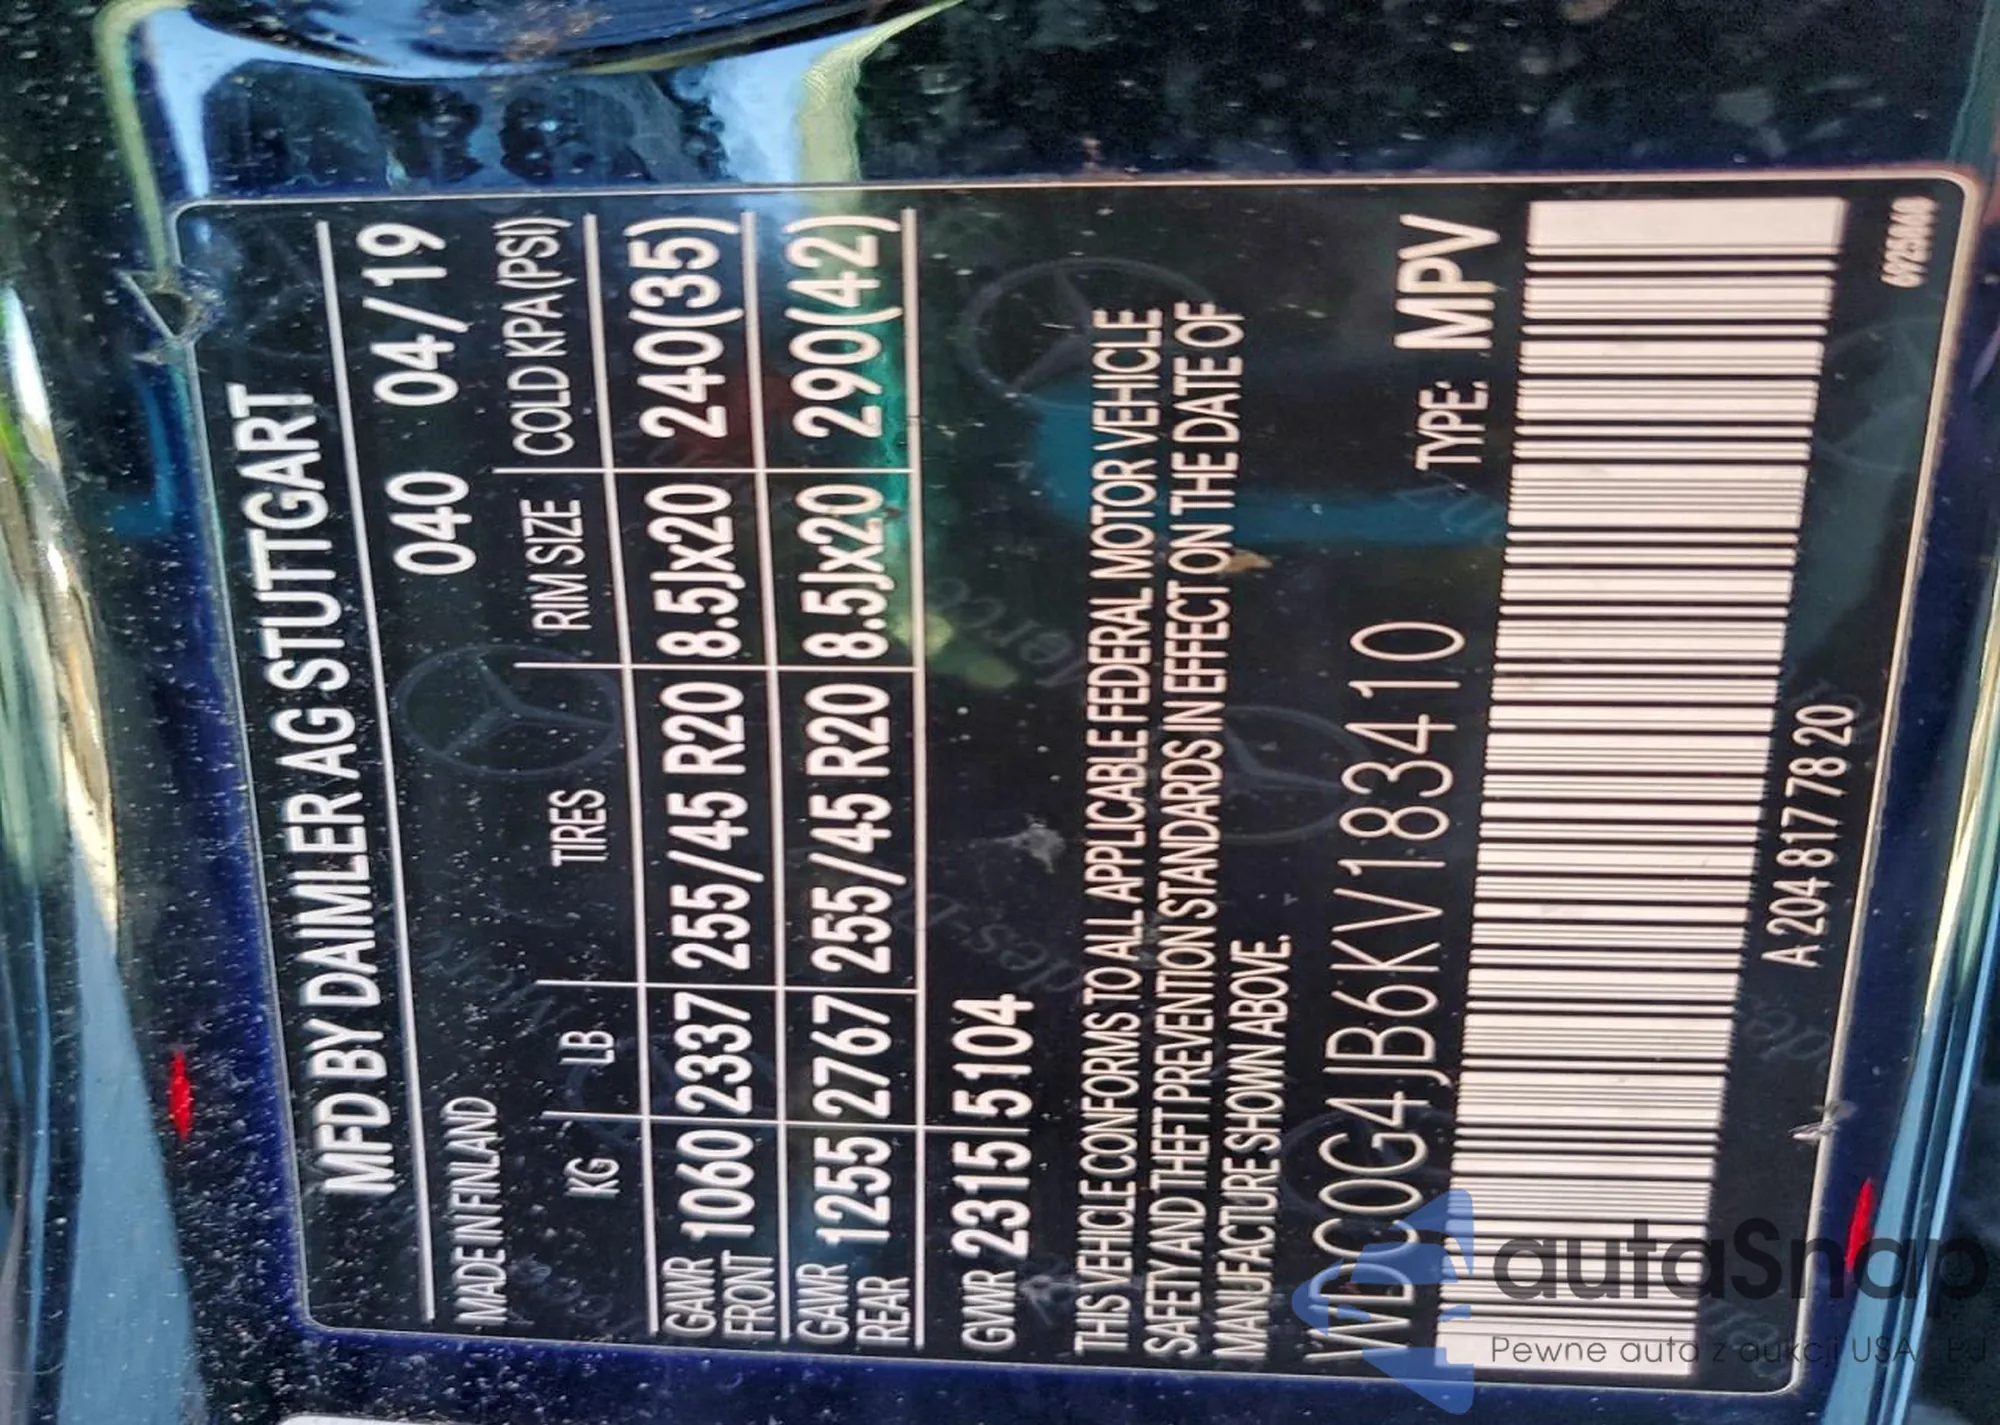 MFD BY DAIMLER AG STUTTGART
MADE IN FINLAND 040 04/19
KG LB TIRES RIM SIZE COLD KPA (PSI)
GAWR FRONT 1060 2337 255/45 R20 8.5Jx20 240(35)
GAWR REAR 1255 2767 255/45 R20 8.5Jx20 290(42)
GVWR 2315 5104
THIS VEHICLE CONFORMS TO ALL APPLICABLE FEDERAL MOTOR VEHICLE
SAFETY AND THEFT PREVENTION STANDARDS IN EFFECT ON THE DATE OF
MANUFACTURE SHOWN ABOVE.
WDC0G4JB6KV183410 TYPE: MPV
A 204 817 78 20
autaSnap
Pewne auta z aukcji USA